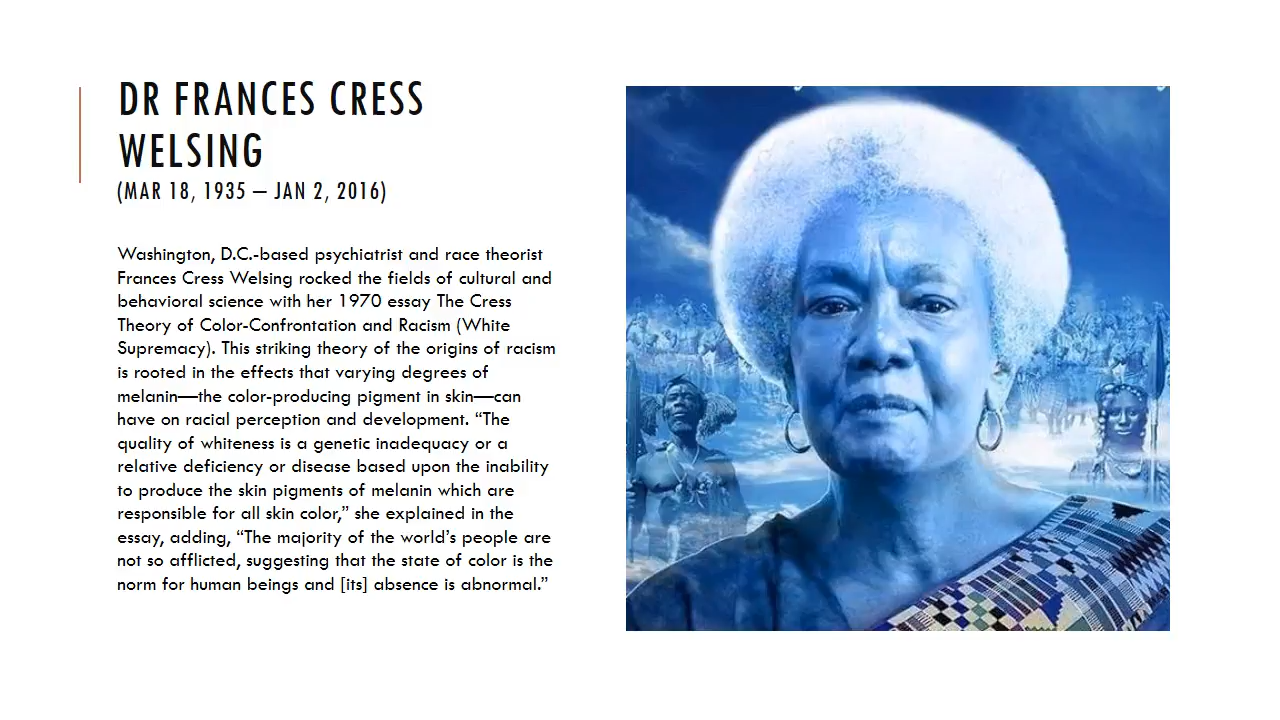 DR FRANCES CRESS
WELSING
(MAR 18, 1935 – JAN 2, 2016)
Washington, D.C.-based psychiatrist and race theorist
Frances Cress Welsing rocked the fields of cultural and
behavioral science with her 1970 essay The Cress
Theory of Color-Confrontation and Racism (White
Supremacy). This striking theory of the origins of racism
is rooted in the effects that varying degrees of
melanin—the color-producing pigment in skin—can
have on racial perception and development. “The
quality of whiteness is a genetic inadequacy or a
relative deficiency or disease based upon the inability
to produce the skin pigments of melanin which are
responsible for all skin color,” she explained in the
essay, adding, “The majority of the world’s people are
not so afflicted, suggesting that the state of color is the
norm for human beings and [its] absence is abnormal.”